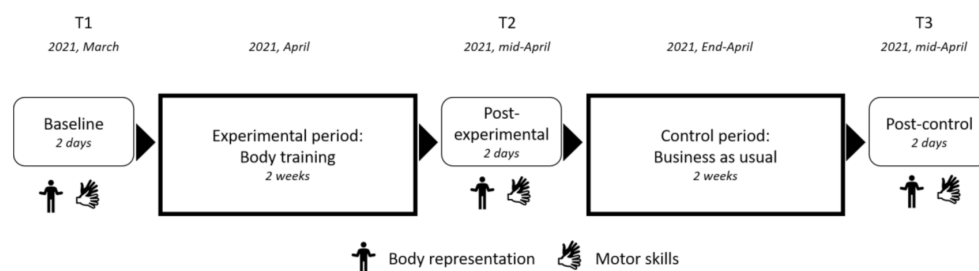 T1
T2
T3
2021, March
2021, April
2021, mid-April
2021, End-April
2021, mid-April
Baseline
2 days
Experimental period:
Body training
2 weeks
Post-
experimental
2 days
Control period:
Business as usual
2 weeks
Post-control
2 days
Body representation
Motor skills